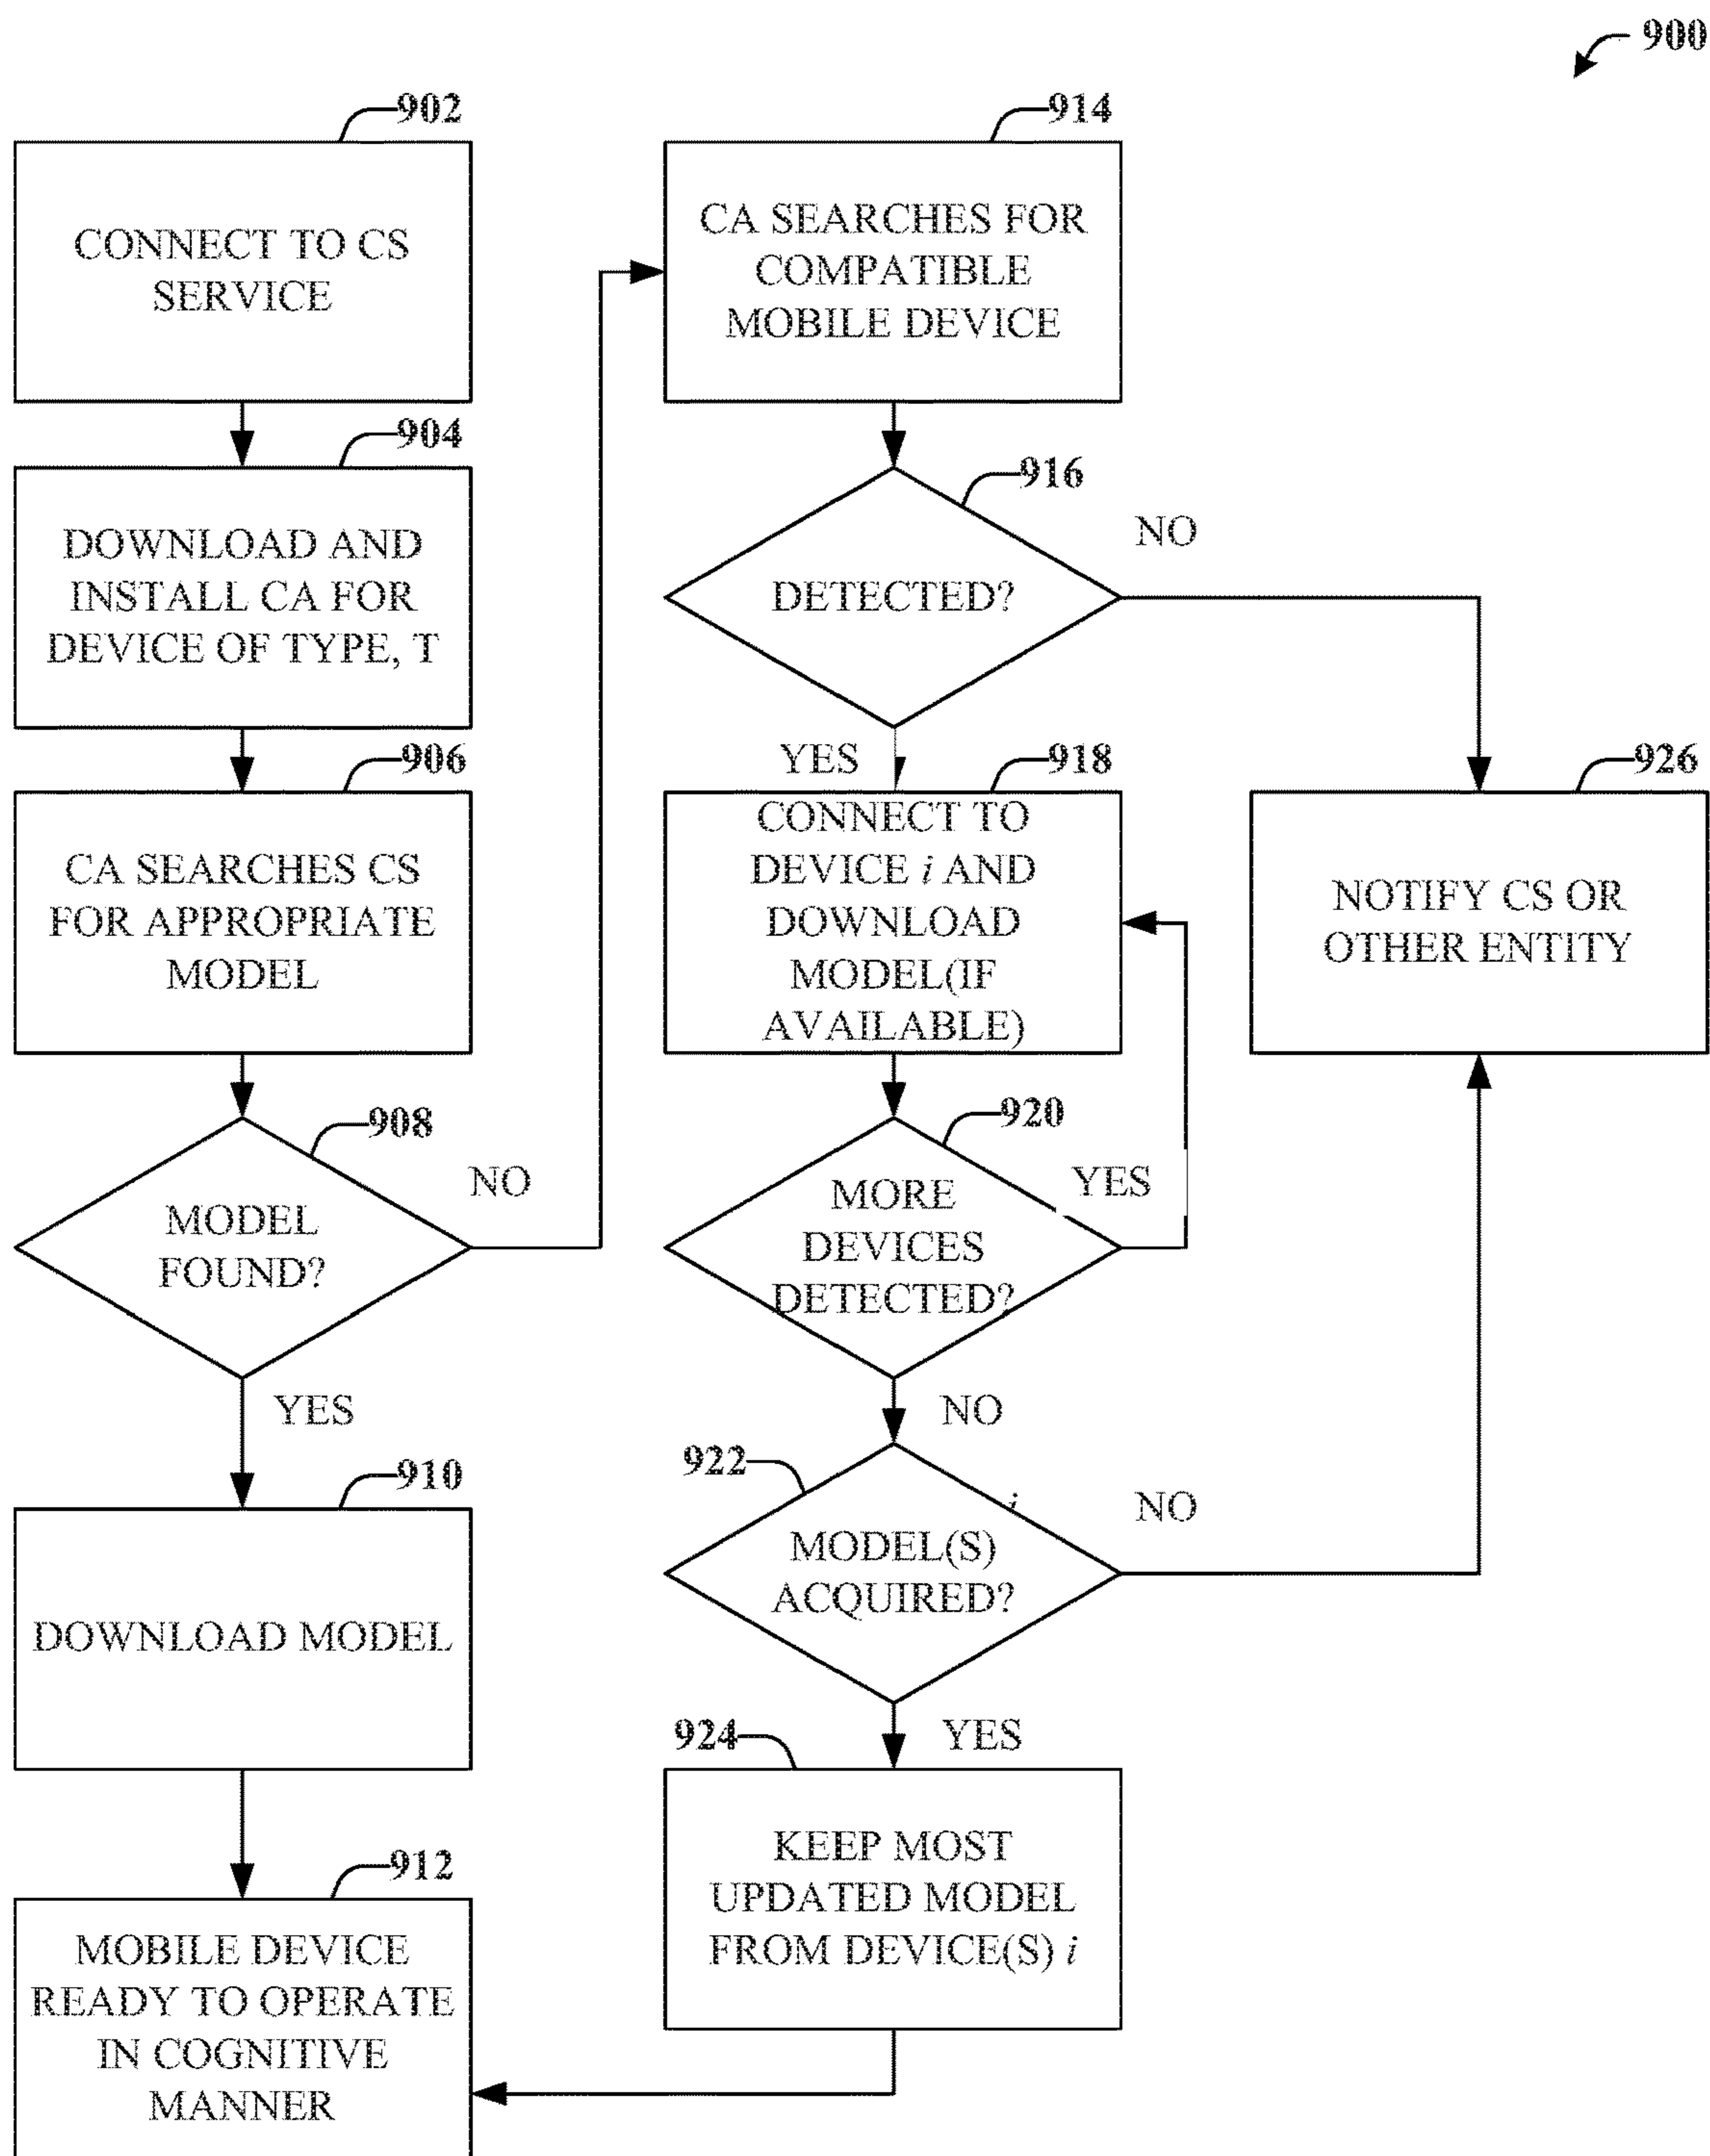 900
902
CONNECT TO CS
SERVICE
904
DOWNLOAD AND
INSTALL CA FOR
DEVICE OF TYPE, T
906
CA SEARCHES CS
FOR APPROPRIATE
MODEL
908
MODEL
FOUND?
NO
YES
910
DOWNLOAD MODEL
912
MOBILE DEVICE
READY TO OPERATE
IN COGNITIVE
MANNER
914
CA SEARCHES FOR
COMPATIBLE
MOBILE DEVICE
916
DETECTED?
NO
YES
918
CONNECT TO
DEVICE i AND
DOWNLOAD
MODEL(IF
AVAILABLE)
920
MORE
DEVICES
DETECTED?
YES
NO
922
i
MODEL(S)
ACQUIRED?
NO
YES
924
KEEP MOST
UPDATED MODEL
FROM DEVICE(S) i
926
NOTIFY CS OR
OTHER ENTITY